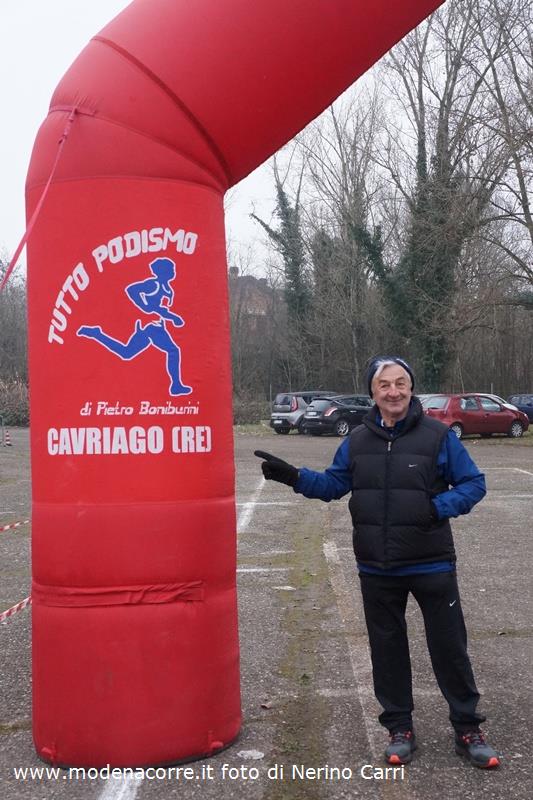 TUTTO PODISMO
di Pietro Boniburini
CAVRIAGO (RE)
www.modenacorre.it foto di Nerino Carri